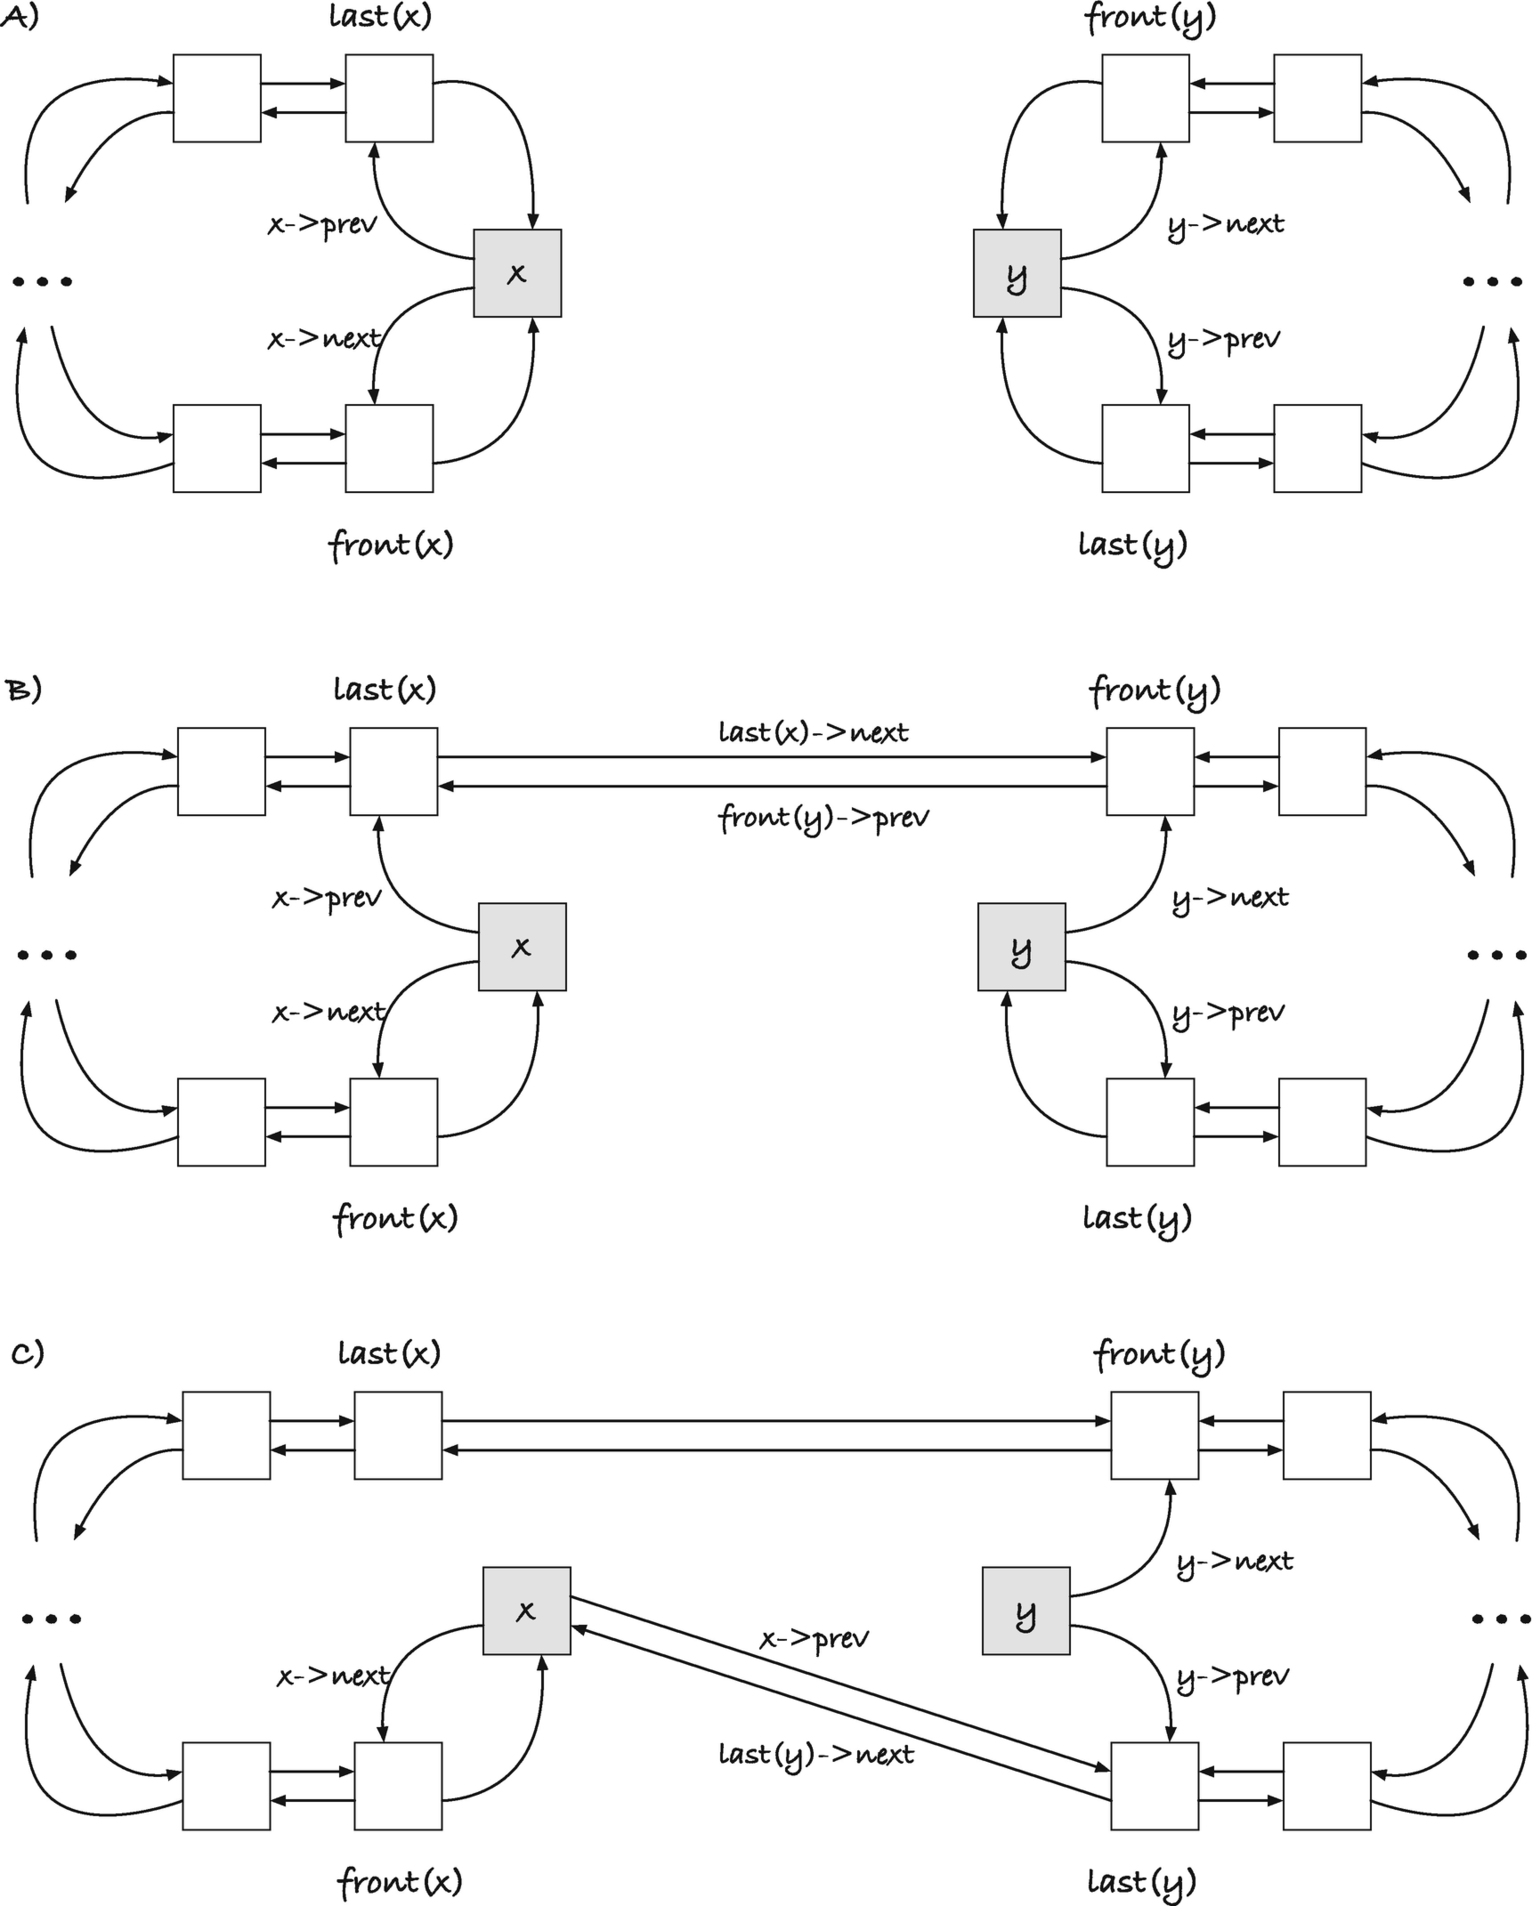 A)
last(x)
front(y)
x->prev
y->next
x
y
...
...
x->next
y->prev
front(x)
last(y)
B)
last(x)
front(y)
last(x)->next
front(y)->prev
x->prev
y->next
x
y
...
...
x->next
y->prev
front(x)
last(y)
C)
last(x)
front(y)
y->next
x
y
...
...
x->prev
x->next
y->prev
last(y)->next
front(x)
last(y)